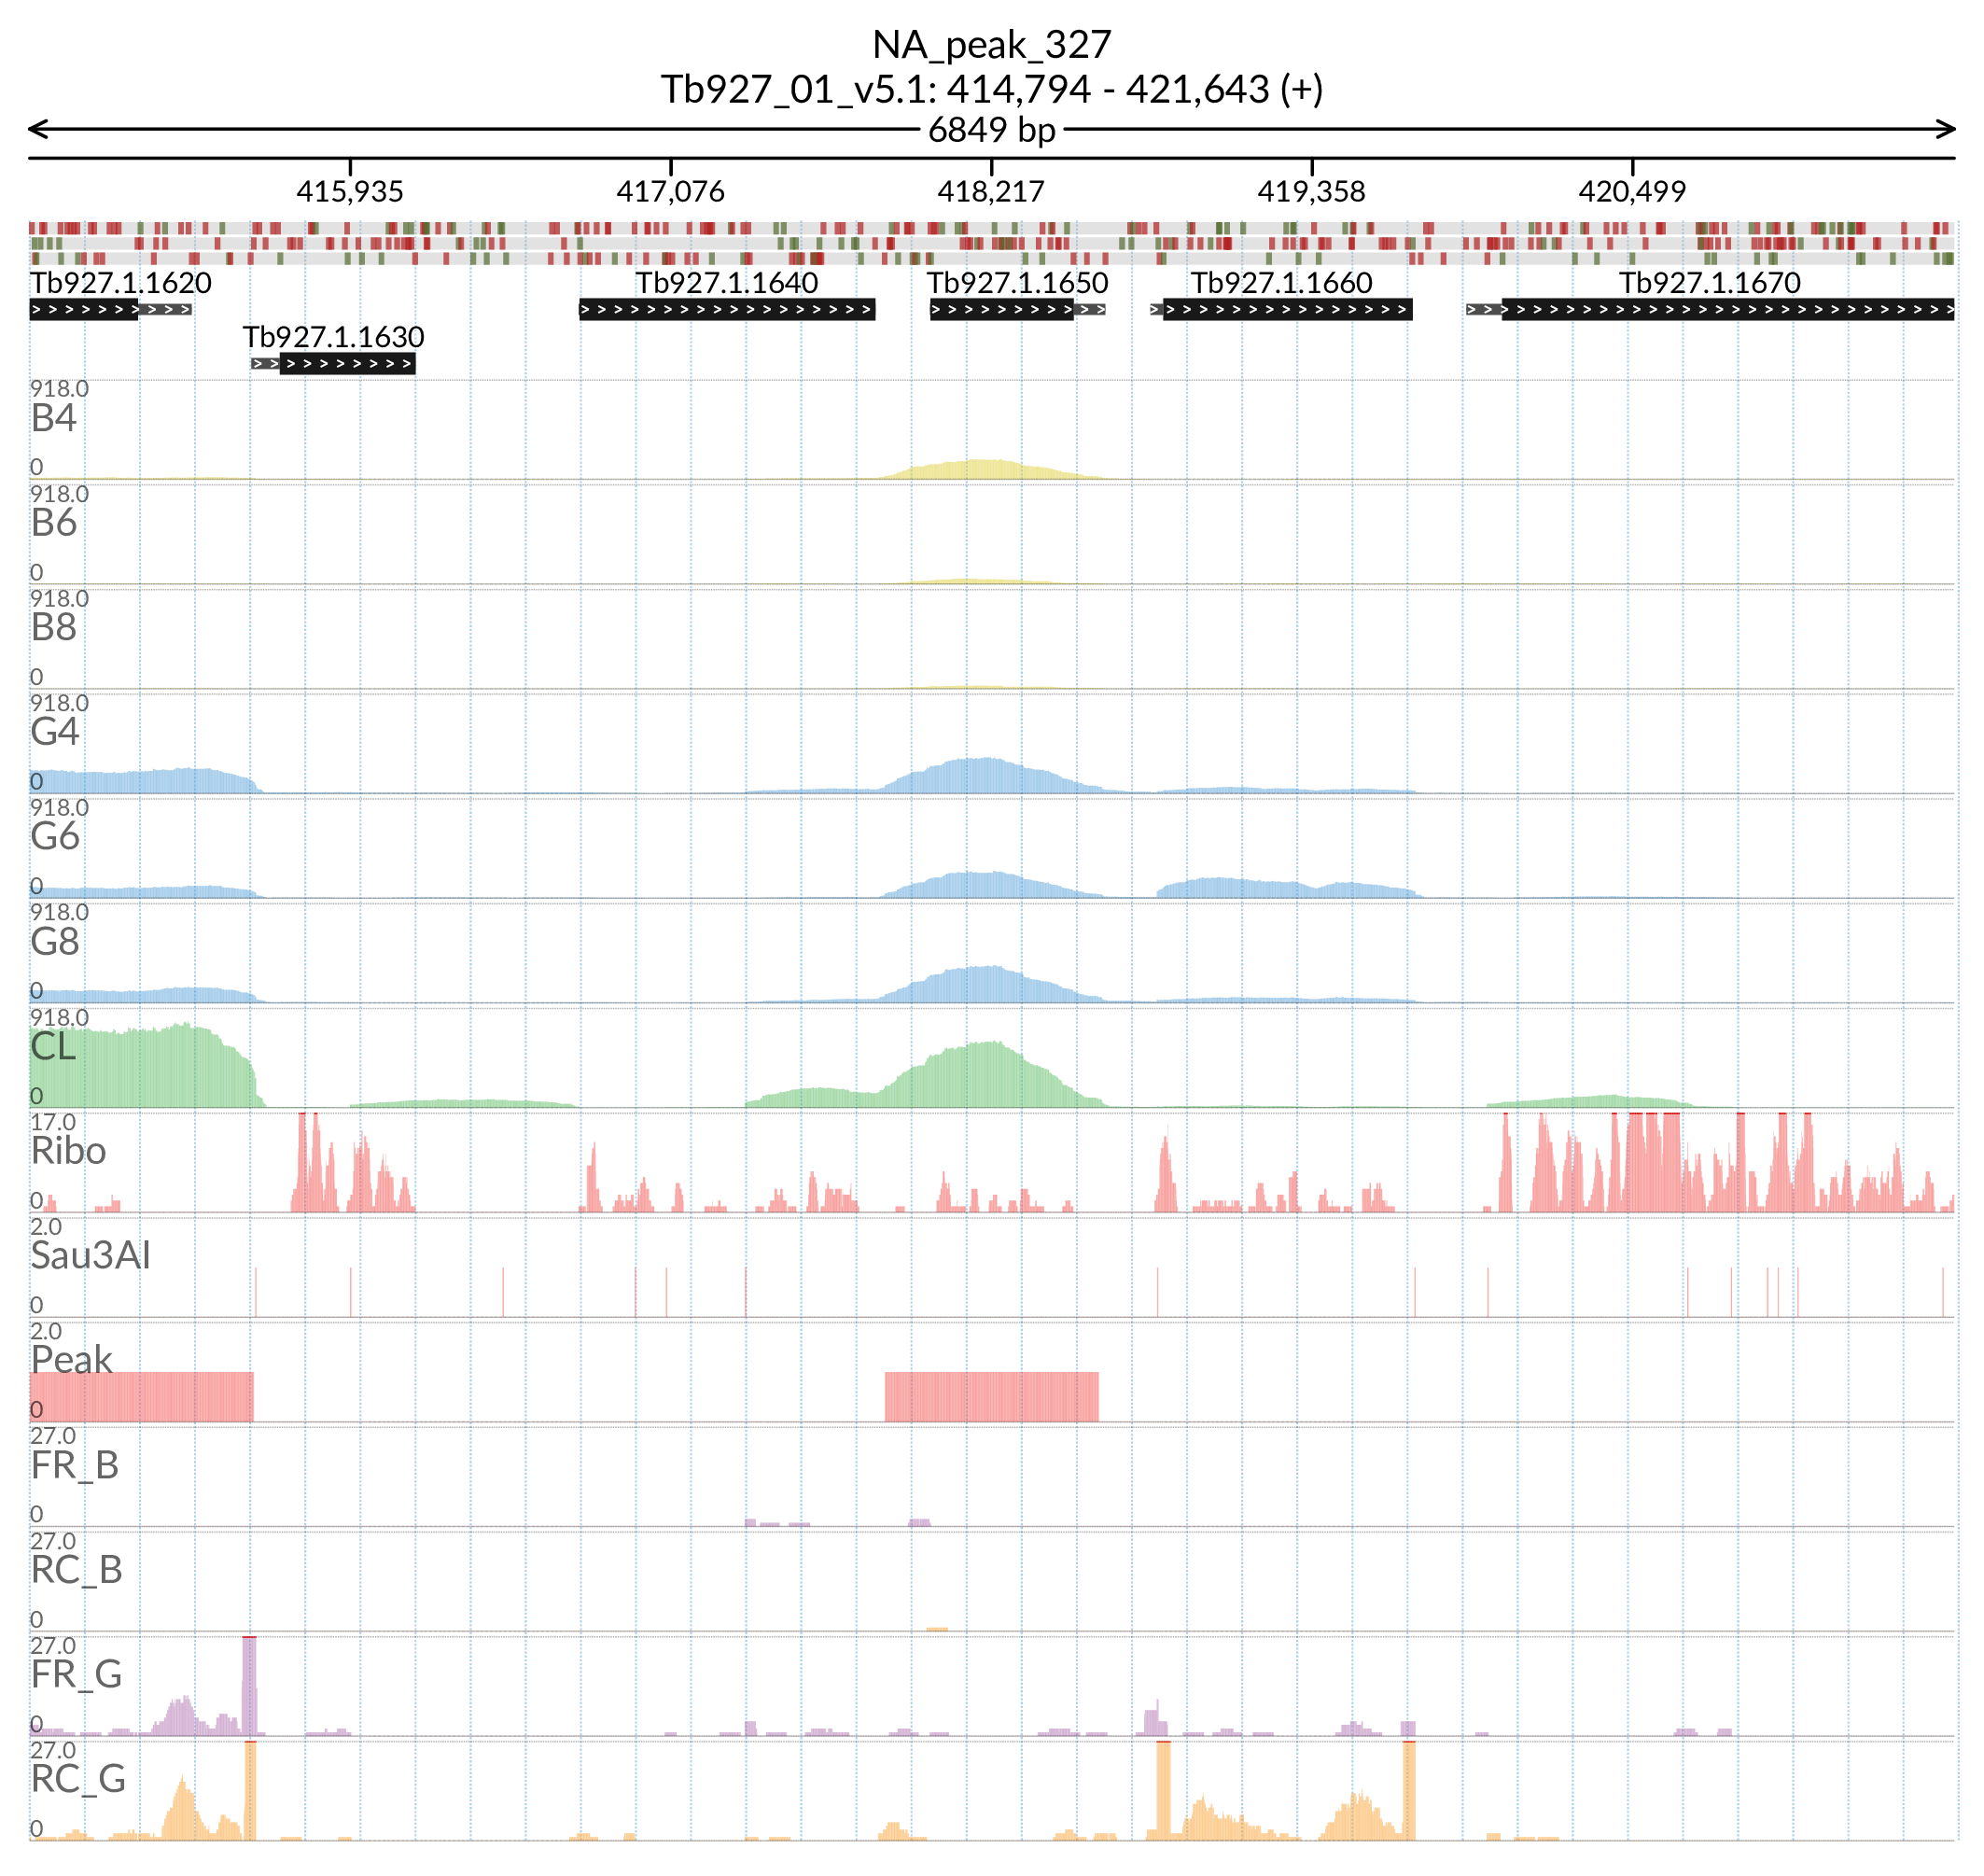 NA_peak_327
Tb927_01_v5.1: 414,794 - 421,643 (+)
6849 bp
415,935 417,076 418,217 419,358 420,499
Tb927.1.1620 Tb927.1.1640 Tb927.1.1650 Tb927.1.1660 Tb927.1.1670
Tb927.1.1630
918.0
B4
0
918.0
B6
0
918.0
B8
0
918.0
G4
0
918.0
G6
0
918.0
G8
0
918.0
CL
0
17.0
Ribo
0
2.0
Sau3AI
0
2.0
Peak
0
27.0
FR_B
0
27.0
RC_B
0
27.0
FR_G
0
27.0
RC_G
0